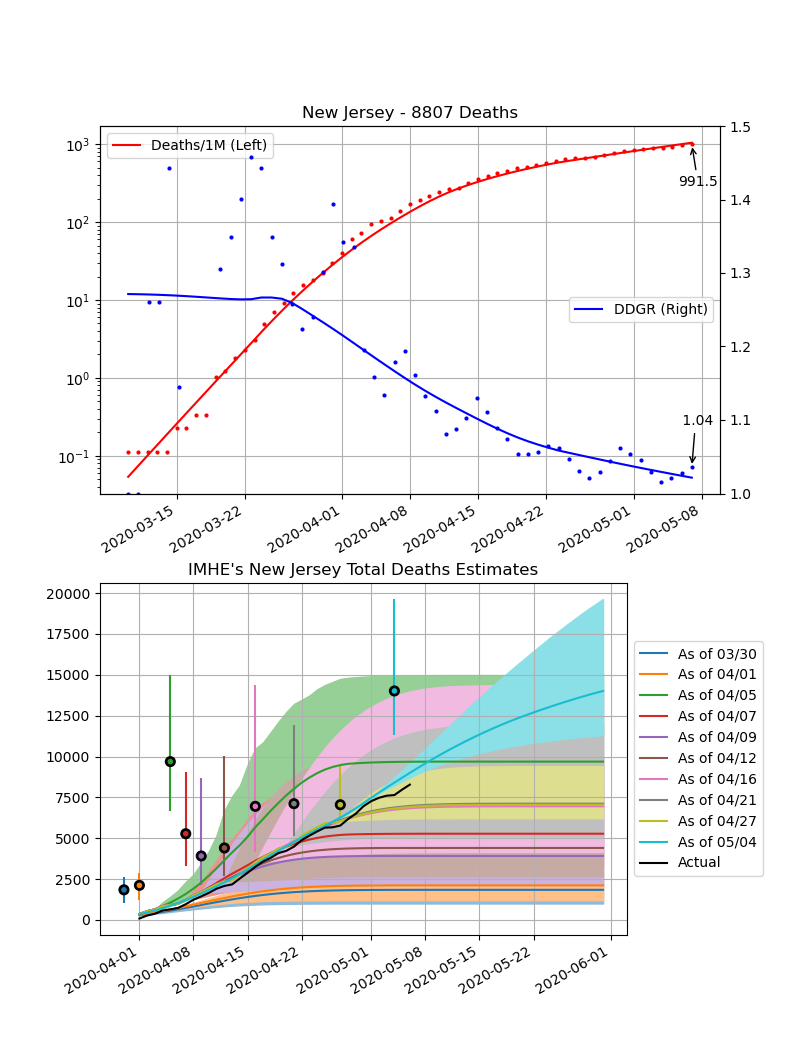 New Jersey - 8807 Deaths
Deaths/1M (Left)
DDGR (Right)
991.5
1.04
10³
10²
10¹
10⁰
10⁻¹
1.5
1.4
1.3
1.2
1.1
1.0
2020-03-15
2020-03-22
2020-04-01
2020-04-08
2020-04-15
2020-04-22
2020-05-01
2020-05-08
IMHE's New Jersey Total Deaths Estimates
20000
17500
15000
12500
10000
7500
5000
2500
0
2020-04-01
2020-04-08
2020-04-15
2020-04-22
2020-05-01
2020-05-08
2020-05-15
2020-05-22
2020-06-01
As of 03/30
As of 04/01
As of 04/05
As of 04/07
As of 04/09
As of 04/12
As of 04/16
As of 04/21
As of 04/27
As of 05/04
Actual